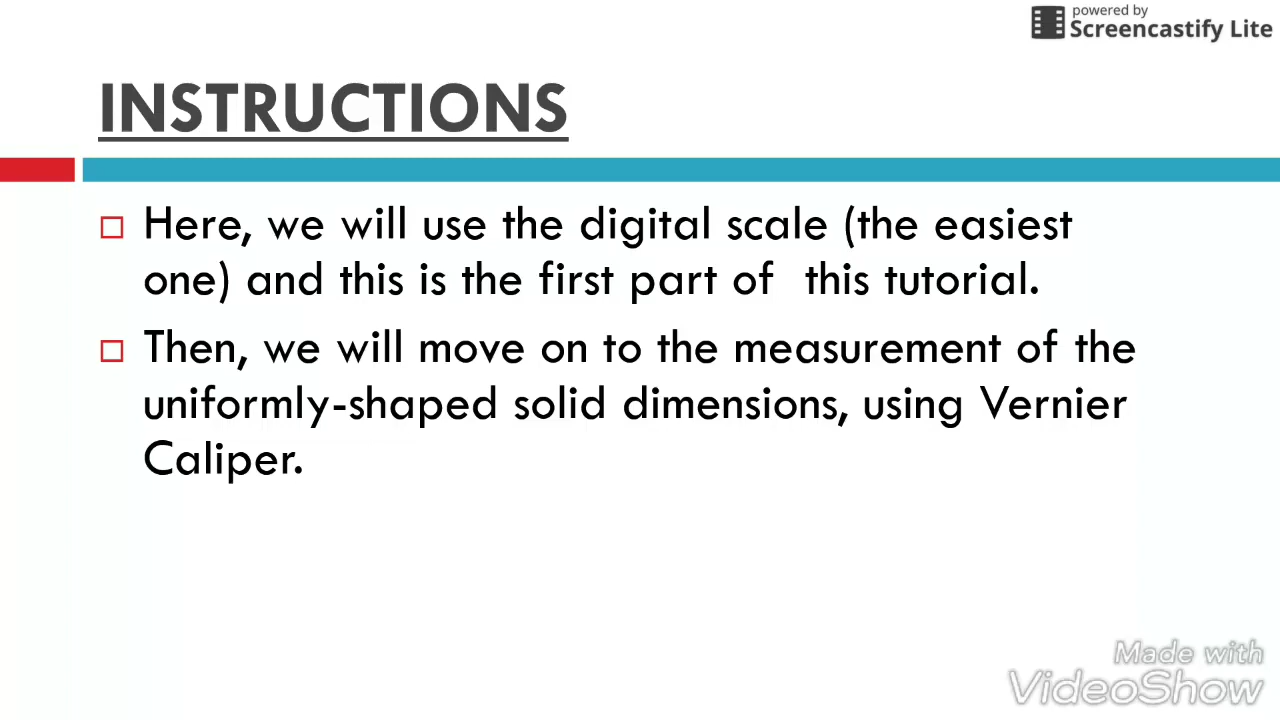 powered by
Screencastify Lite
INSTRUCTIONS
Here, we will use the digital scale (the easiest
one) and this is the first part of  this tutorial.
Then, we will move on to the measurement of the
uniformly-shaped solid dimensions, using Vernier
Caliper.
Made with
VideoShow